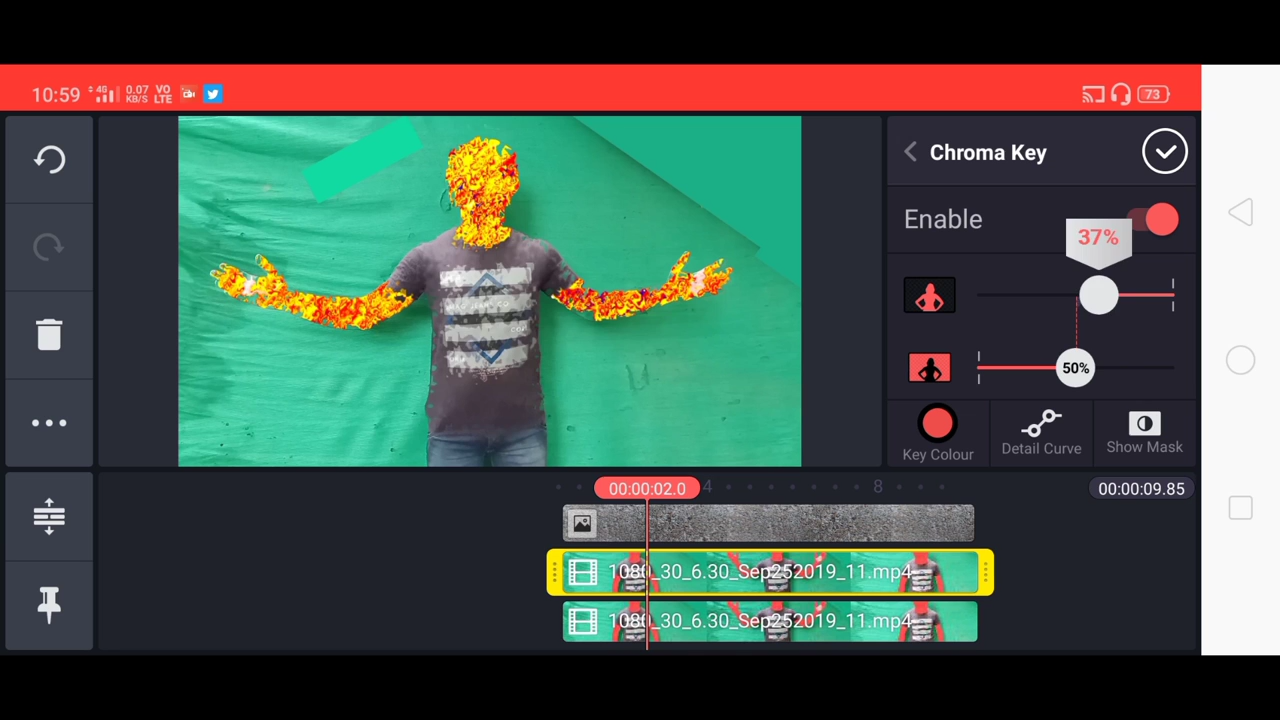 10:59 4G 0.07 KB/S VO LTE 73
Chroma Key
Enable
37%
50%
Key Colour
Detail Curve
Show Mask
00:00:02.0 4 8 00:00:09.85
1080_30_6.30_Sep252019_11.mp4
1080_30_6.30_Sep252019_11.mp4